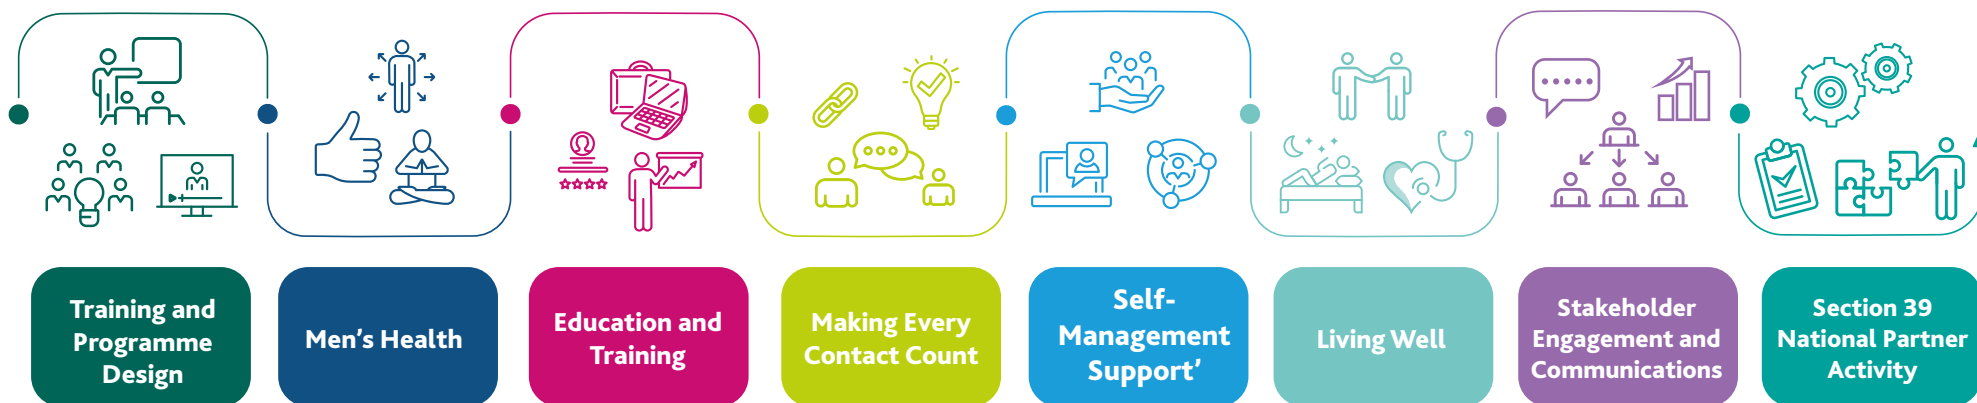 Training and
Programme
Design
Men's Health
Education and
Training
Making Every
Contact Count
Self-
Management
Support'
Living Well
Stakeholder
Engagement and
Communications
Section 39
National Partner
Activity